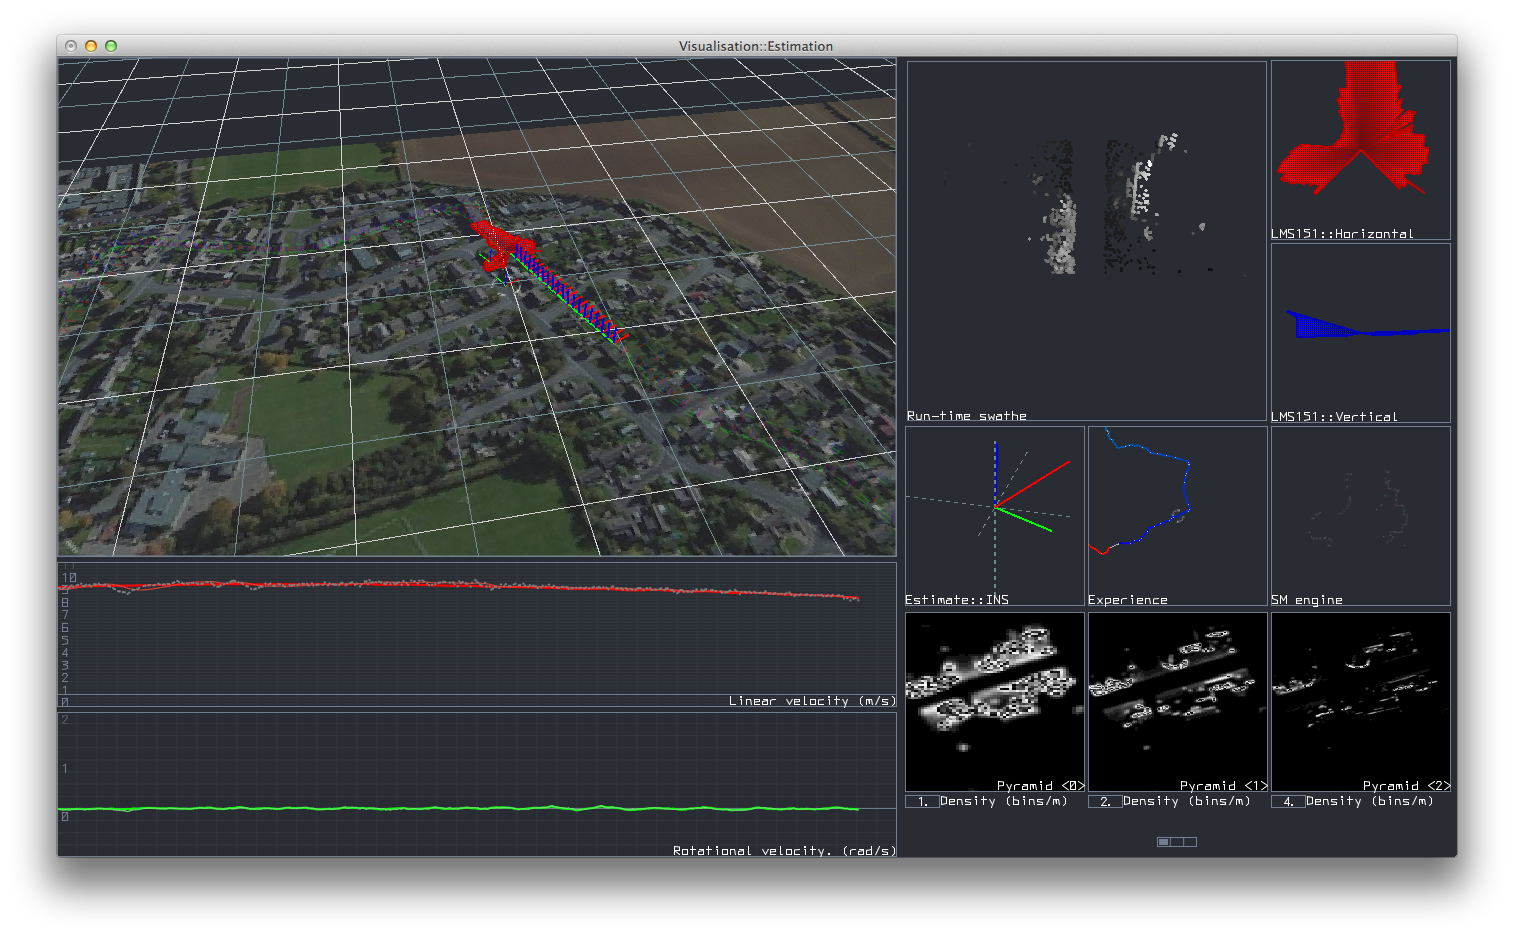 Visualisation::Estimation
Run-time swathe
LMS151::Horizontal
LMS151::Vertical
Estimate::INS
Experience
SM engine
10
9
8
7
6
5
4
3
2
1
0
Linear velocity (m/s)
2
1
0
Rotational velocity. (rad/s)
Pyramid <0>
Pyramid <1>
Pyramid <2>
1. Density (bins/m)
2. Density (bins/m)
4. Density (bins/m)